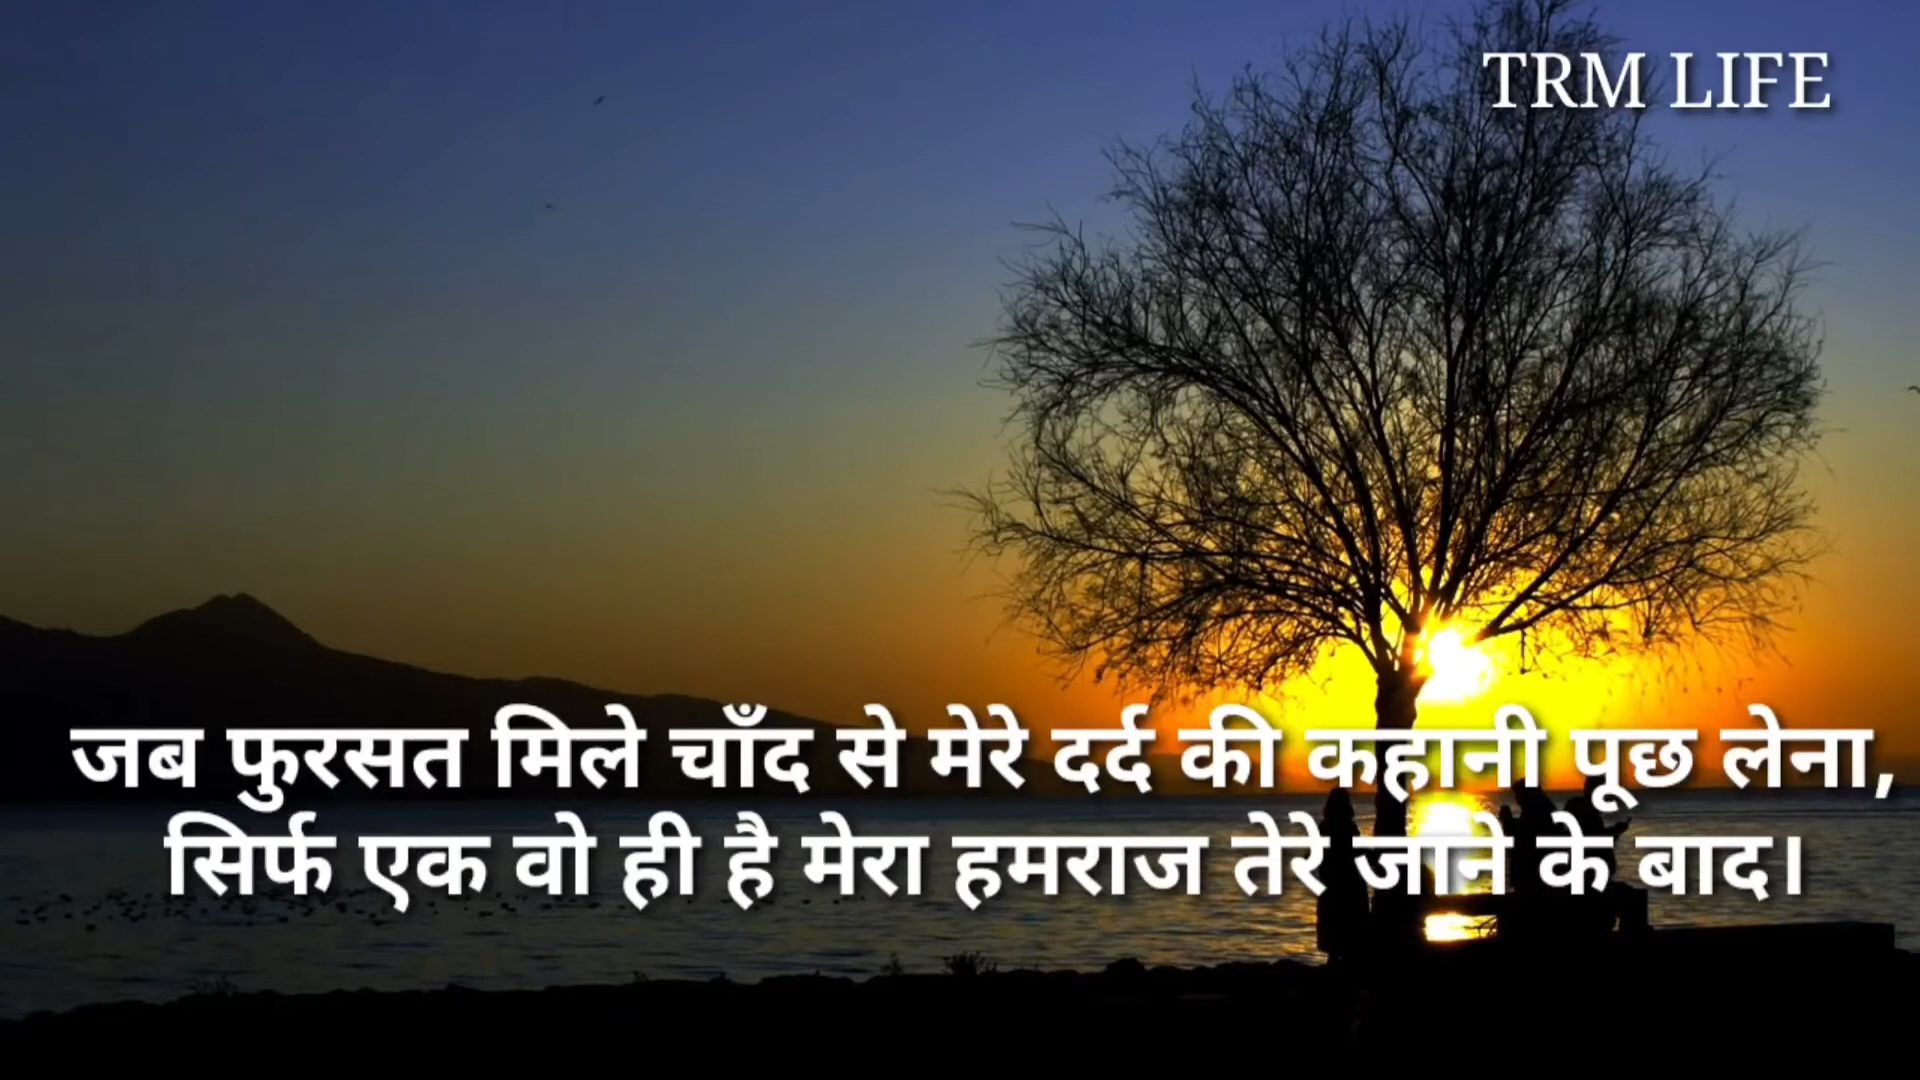 TRM LIFE
जब फुरसत मिले चाँद से मेरे दर्द की कहानी पूछ लेना,
सिर्फ एक वो ही है मेरा हमराज तेरे जाने के बाद।